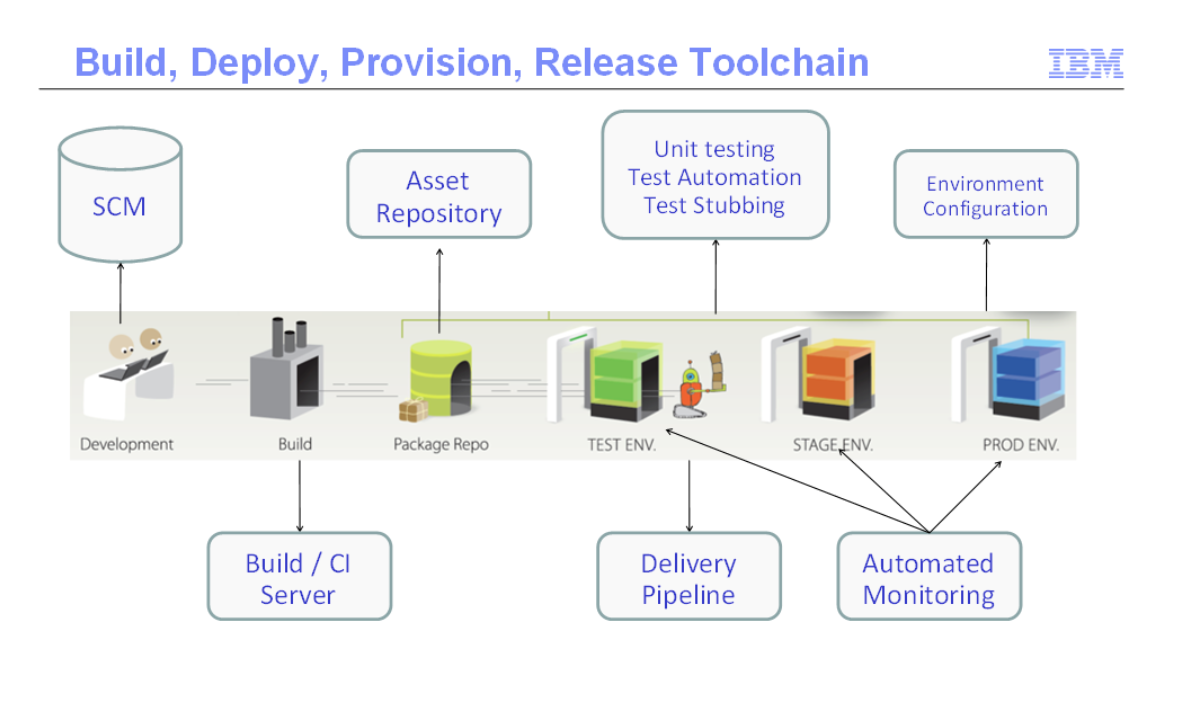 Build, Deploy, Provision, Release Toolchain
IBM
SCM
Asset
Repository
Unit testing
Test Automation
Test Stubbing
Environment
Configuration
Development
Build
Package Repo
TEST ENV.
STAGE ENV.
PROD ENV.
Build / CI
Server
Delivery
Pipeline
Automated
Monitoring